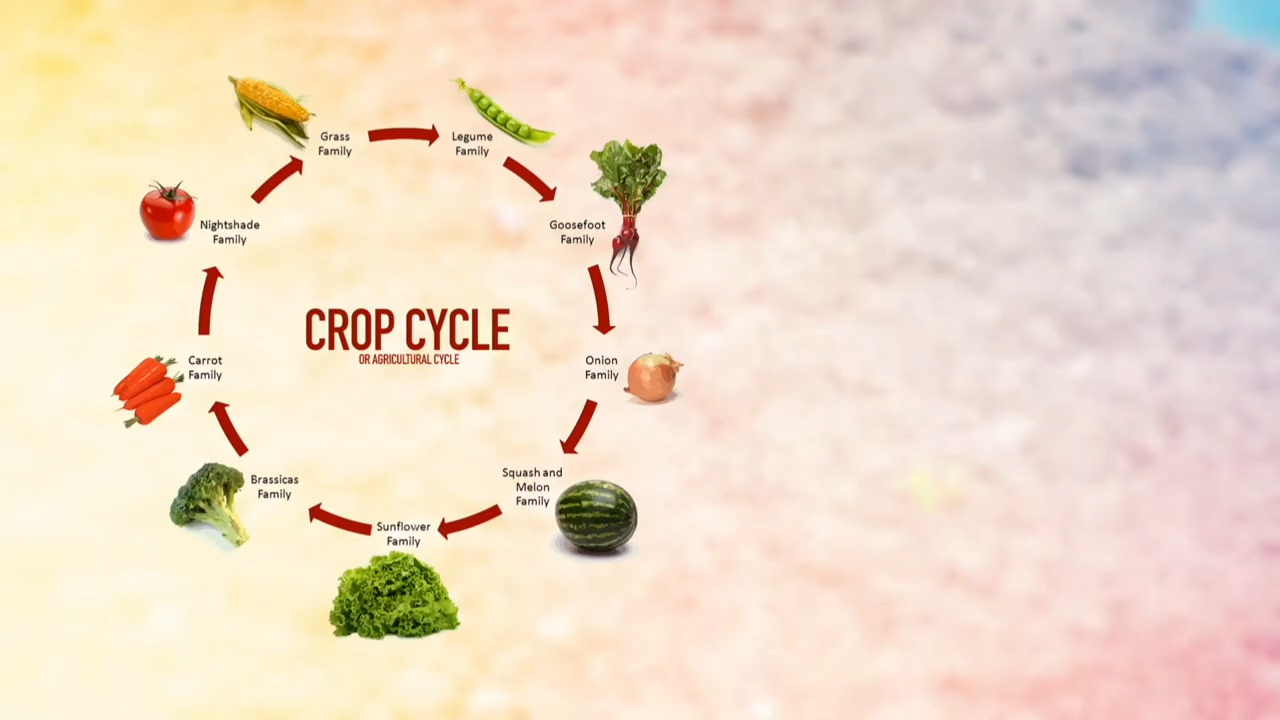 Grass
Family
Legume
Family
Nightshade
Family
Goosefoot
Family
CROP CYCLE
OR AGRICULTURAL CYCLE
Carrot
Family
Onion
Family
Brassicas
Family
Squash and
Melon
Family
Sunflower
Family